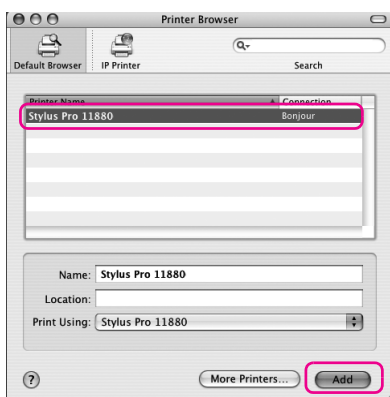 Printer Browser
Default Browser
IP Printer
Search
Printer Name Connection
Stylus Pro 11880 Bonjour
Name: Stylus Pro 11880
Location:
Print Using: Stylus Pro 11880
? More Printers... Add